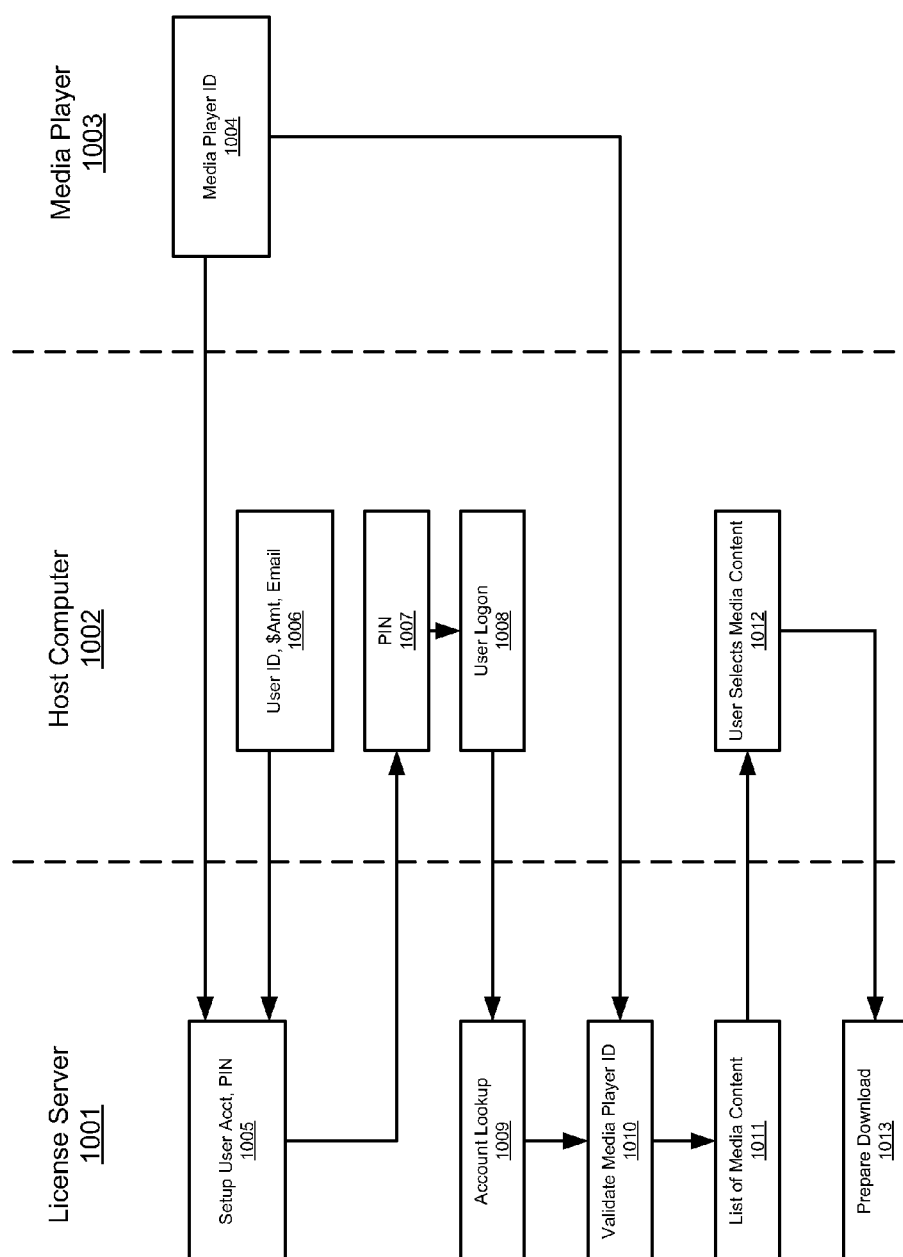 License Server
1001
Host Computer
1002
Media Player
1003
Media Player ID
1004
Setup User Acct, PIN
1005
User ID, $Amt, Email
1006
PIN
1007
User Logon
1008
Account Lookup
1009
Validate Media Player ID
1010
List of Media Content
1011
User Selects Media Content
1012
Prepare Download
1013